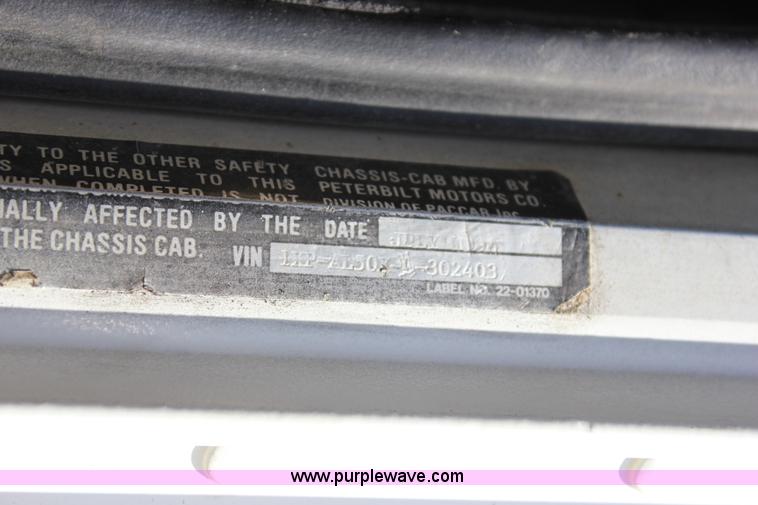 TY TO THE OTHER SAFETY CHASSIS-CAB MFD. BY
S APPLICABLE TO THIS PETERBILT MOTORS CO.
WHEN COMPLETED IS NOT DIVISION OF PACCAR INC
IALLY AFFECTED BY THE DATE
THE CHASSIS CAB. VIN 302403
LABEL NO. 22-01370
www.purplewave.com